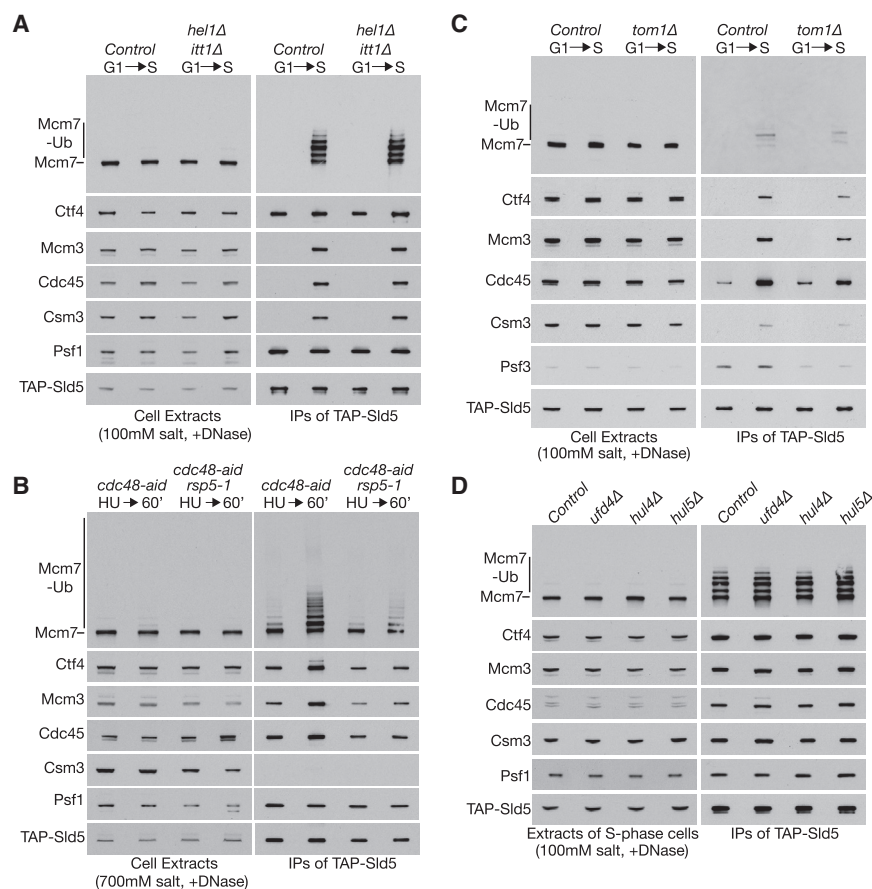 A
hel1Δ hel1Δ
Control itt1Δ Control itt1Δ
G1→S G1→S G1→S G1→S
Mcm7
-Ub
Mcm7
Ctf4
Mcm3
Cdc45
Csm3
Psf1
TAP-Sld5
Cell Extracts IPs of TAP-Sld5
(100mM salt, +DNase)
B
cdc48-aid cdc48-aid
cdc48-aid rsp5-1 cdc48-aid rsp5-1
HU→60' HU→60' HU→60' HU→60'
Mcm7
-Ub
Mcm7
Ctf4
Mcm3
Cdc45
Csm3
Psf1
TAP-Sld5
Cell Extracts IPs of TAP-Sld5
(700mM salt, +DNase)
C
Control tom1Δ Control tom1Δ
G1→S G1→S G1→S G1→S
Mcm7
-Ub
Mcm7
Ctf4
Mcm3
Cdc45
Csm3
Psf3
TAP-Sld5
Cell Extracts IPs of TAP-Sld5
(100mM salt, +DNase)
D
Control ufd4Δ hul4Δ hul5Δ Control ufd4Δ hul4Δ hul5Δ
Mcm7
-Ub
Mcm7
Ctf4
Mcm3
Cdc45
Csm3
Psf1
TAP-Sld5
Extracts of S-phase cells IPs of TAP-Sld5
(100mM salt, +DNase)